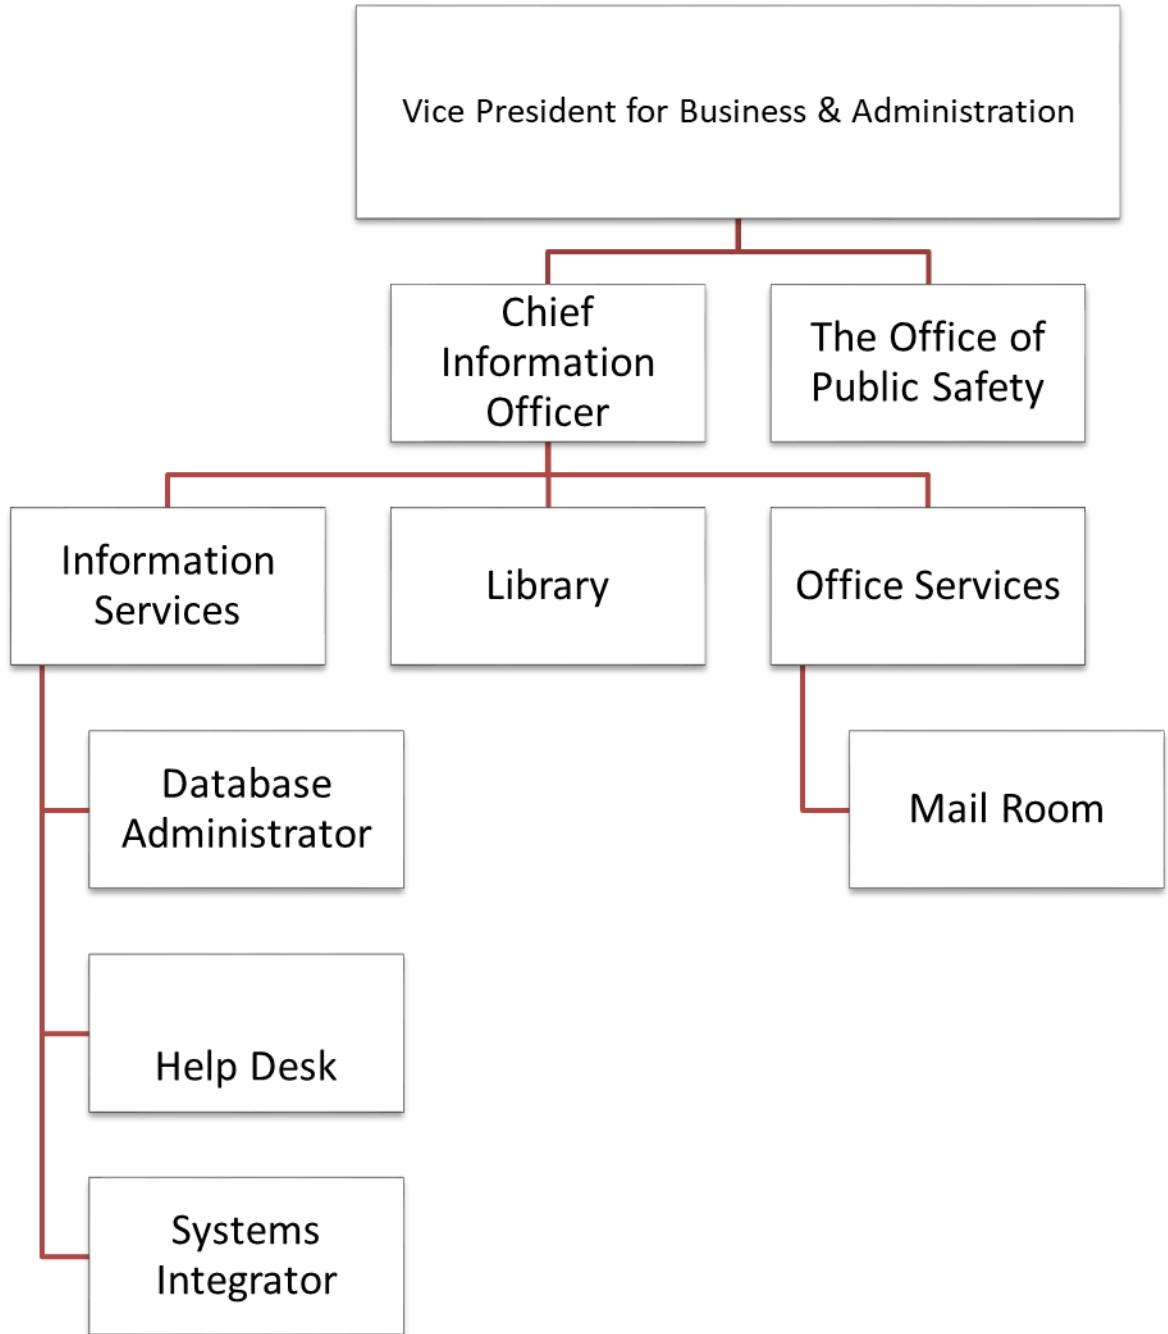 Vice President for Business & Administration
Chief
Information
Officer
The Office of
Public Safety
Information
Services
Library
Office Services
Database
Administrator
Mail Room
Help Desk
Systems
Integrator